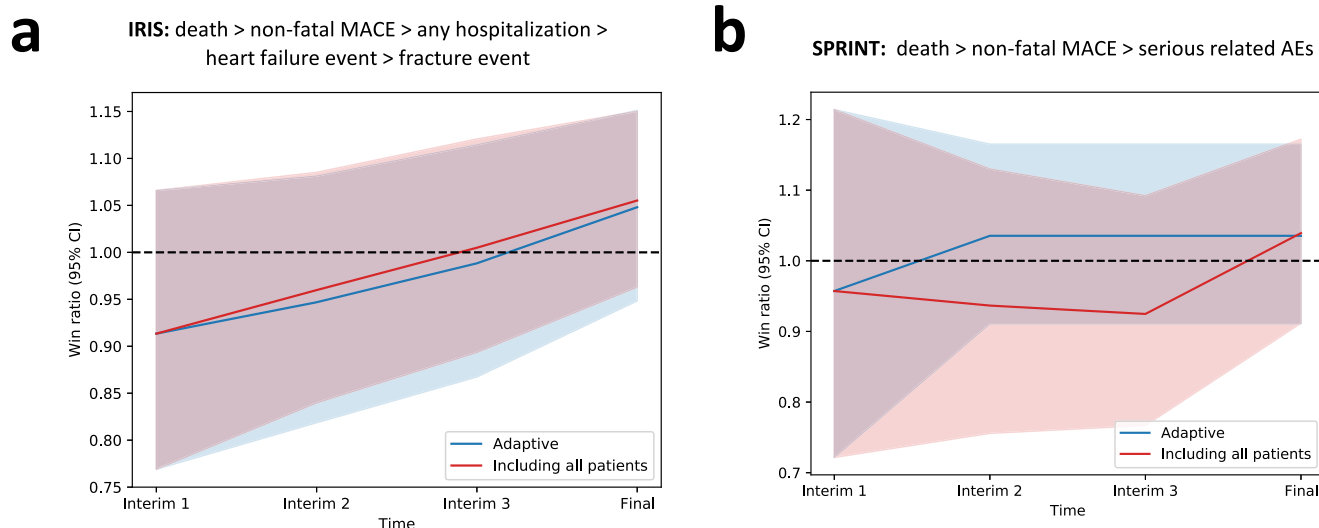 a
IRIS: death > non-fatal MACE > any hospitalization >
heart failure event > fracture event
Win ratio (95% CI)
1.15
1.10
1.05
1.00
0.95
0.90
0.85
0.80
0.75
Adaptive
Including all patients
Interim 1
Interim 2
Interim 3
Final
Time
b
SPRINT: death > non-fatal MACE > serious related AEs
Win ratio (95% CI)
1.2
1.1
1.0
0.9
0.8
0.7
Adaptive
Including all patients
Interim 1
Interim 2
Interim 3
Final
Time